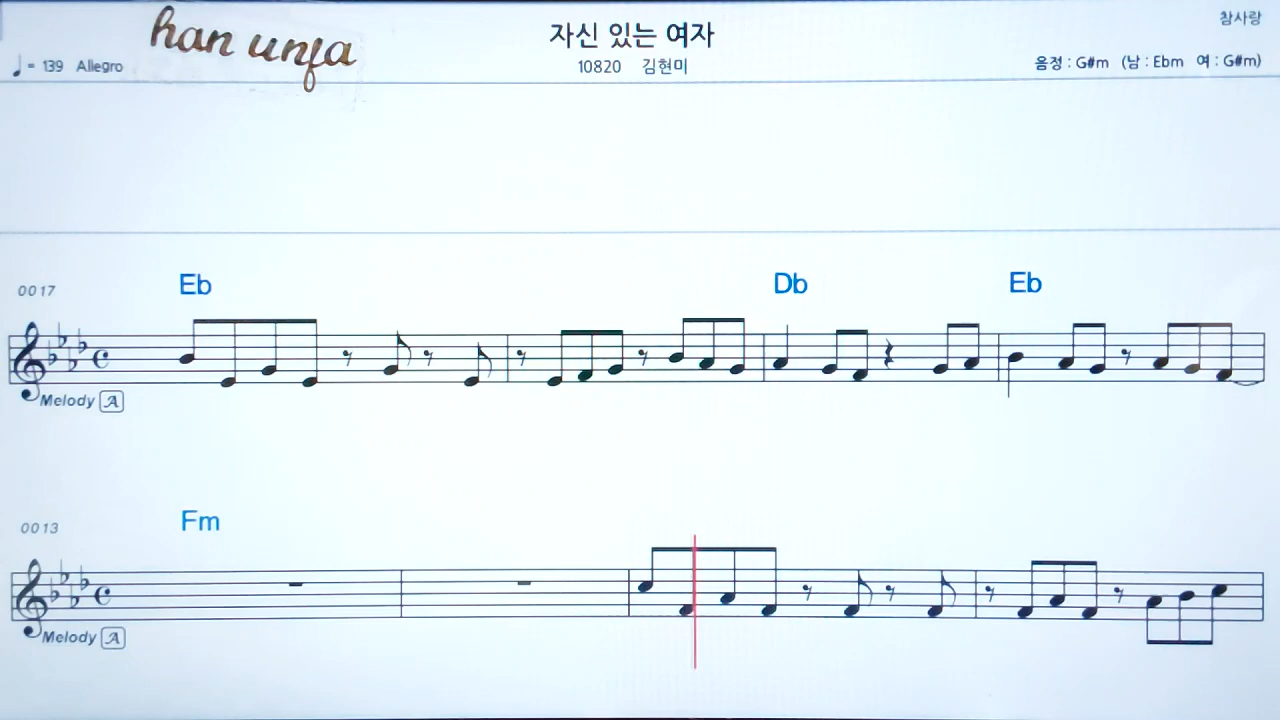 han unfa
자신 있는 여자
참사랑
♩= 139 Allegro
10820 김현미
음정 : G#m (남 : Ebm 여 : G#m)
0017
Eb
Db
Eb
Melody A
0013
Fm
Melody A